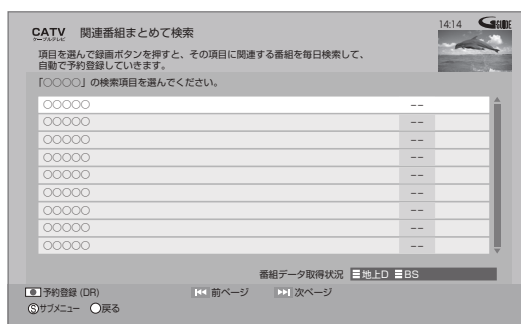 CATV 関連番組まとめて検索
ケーブルテレビ
14:14 G-GUIDE
項目を選んで録画ボタンを押すと、その項目に関連する番組を毎日検索して、
自動で予約登録していきます。
「○○○○」の検索項目を選んでください。
○○○○○ --
○○○○○ --
○○○○○ --
○○○○○ --
○○○○○ --
○○○○○ --
○○○○○ --
○○○○○ --
○○○○○ --
番組データ取得状況 地上D BS
予約登録 (DR) 前ページ 次ページ
Ⓢサブメニュー 戻る